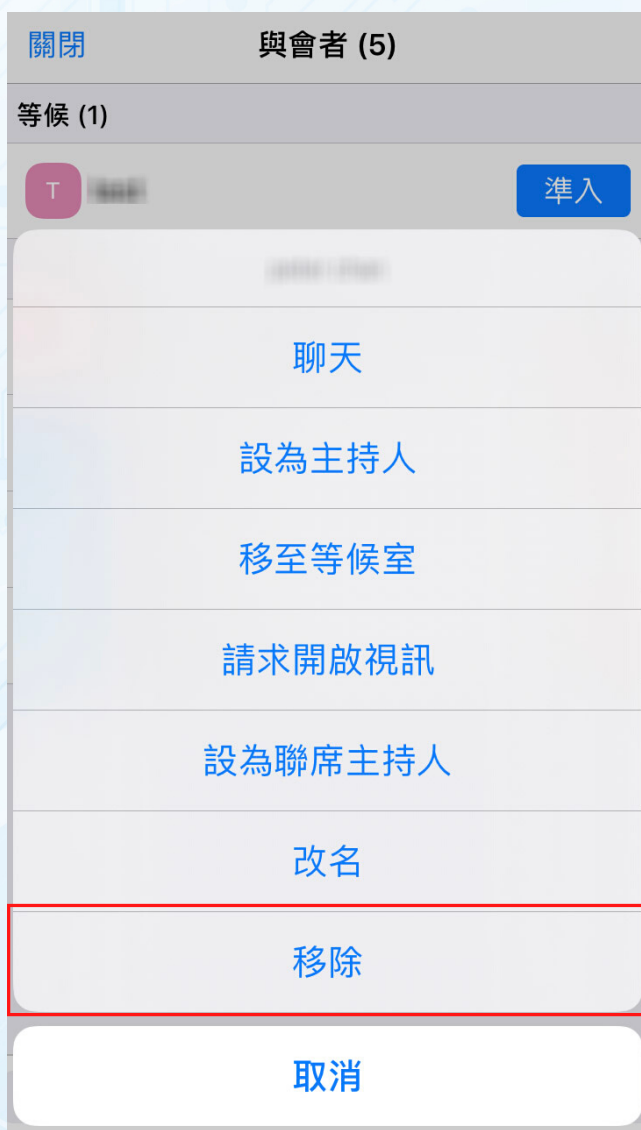 關閉 與會者 (5)
等候 (1)
T 準入
聊天
設為主持人
移至等候室
請求開啟視訊
設為聯席主持人
改名
移除
取消